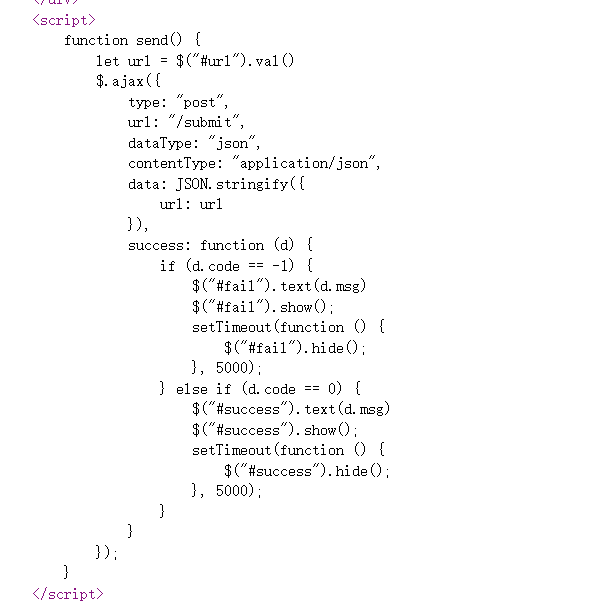 </div>
<script>
function send() {
let url = $("#url").val()
$.ajax({
type: "post",
url: "/submit",
dataType: "json",
contentType: "application/json",
data: JSON.stringify({
url: url
}),
success: function (d) {
if (d.code == -1) {
$("#fail").text(d.msg)
$("#fail").show();
setTimeout(function () {
$("#fail").hide();
}, 5000);
} else if (d.code == 0) {
$("#success").text(d.msg)
$("#success").show();
setTimeout(function () {
$("#success").hide();
}, 5000);
}
}
});
}
</script>